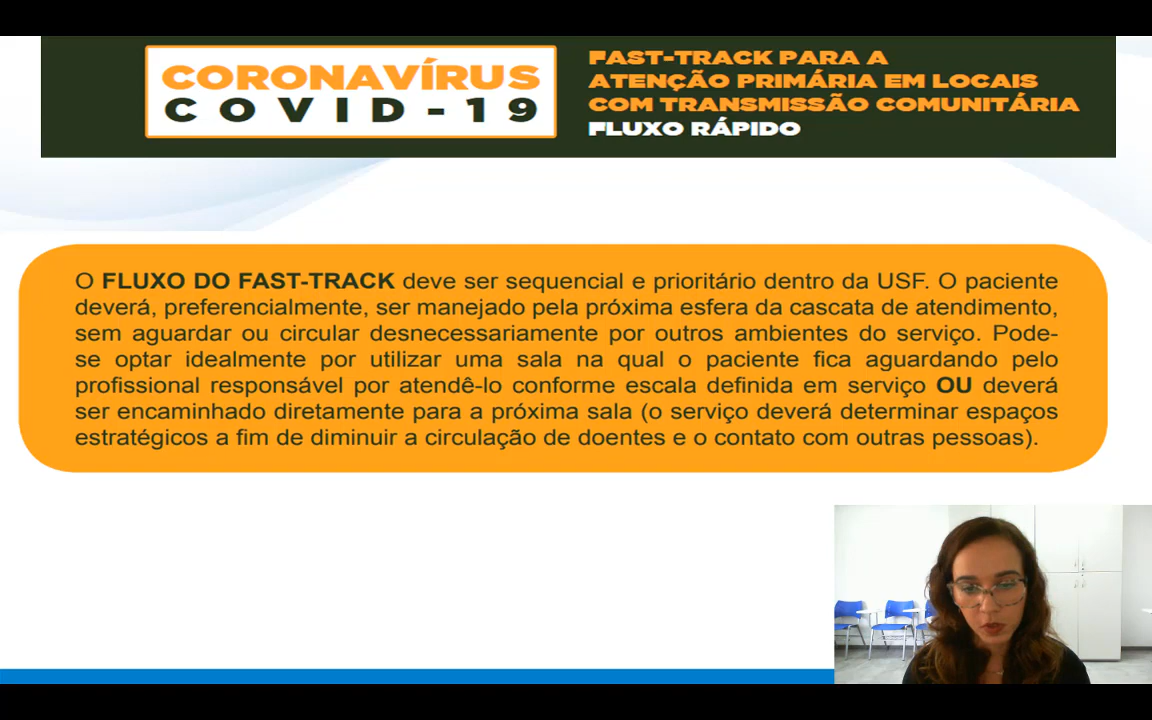 CORONAVÍRUS
COVID-19
FAST-TRACK PARA A
ATENÇÃO PRIMÁRIA EM LOCAIS
COM TRANSMISSÃO COMUNITÁRIA
FLUXO RÁPIDO
O FLUXO DO FAST-TRACK deve ser sequencial e prioritário dentro da USF. O paciente
deverá, preferencialmente, ser manejado pela próxima esfera da cascata de atendimento,
sem aguardar ou circular desnecessariamente por outros ambientes do serviço. Pode-
se optar idealmente por utilizar uma sala na qual o paciente fica aguardando pelo
profissional responsável por atendê-lo conforme escala definida em serviço OU deverá
ser encaminhado diretamente para a próxima sala (o serviço deverá determinar espaços
estratégicos a fim de diminuir a circulação de doentes e o contato com outras pessoas).